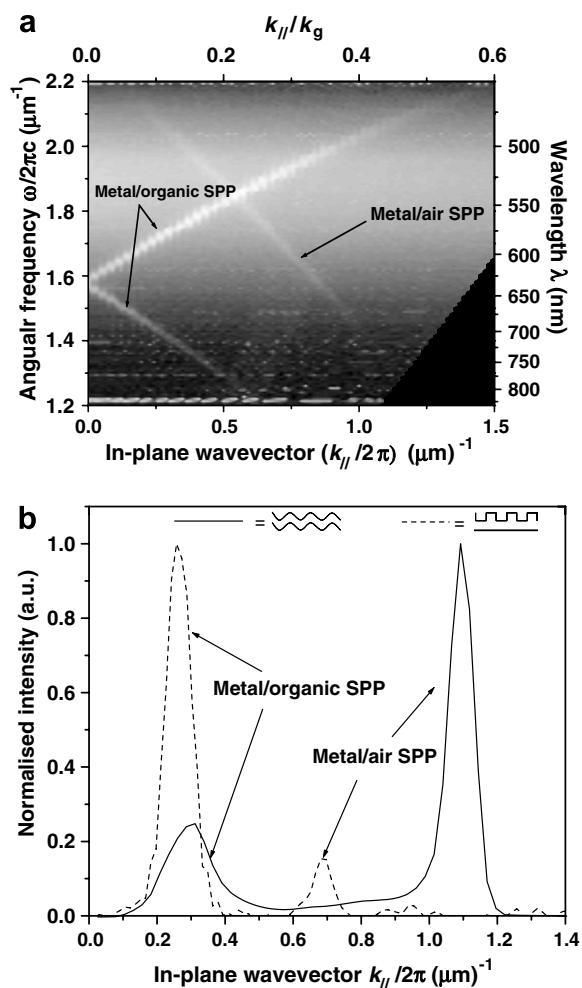 a
k///kg
0.0 0.2 0.4 0.6
2.2
2.0
1.8
1.6
1.4
1.2
Angualr frequency ω/2πc (μm⁻¹)
Metal/organic SPP
Metal/air SPP
500
550
600
650
700
750
800
Wavelength λ (nm)
0.0 0.5 1.0 1.5
In-plane wavevector (k///2π) (μm)⁻¹
b
1.0
0.8
0.6
0.4
0.2
0.0
Normalised intensity (a.u.)
Metal/organic SPP
Metal/air SPP
0.0 0.2 0.4 0.6 0.8 1.0 1.2 1.4
In-plane wavevector k///2π (μm)⁻¹